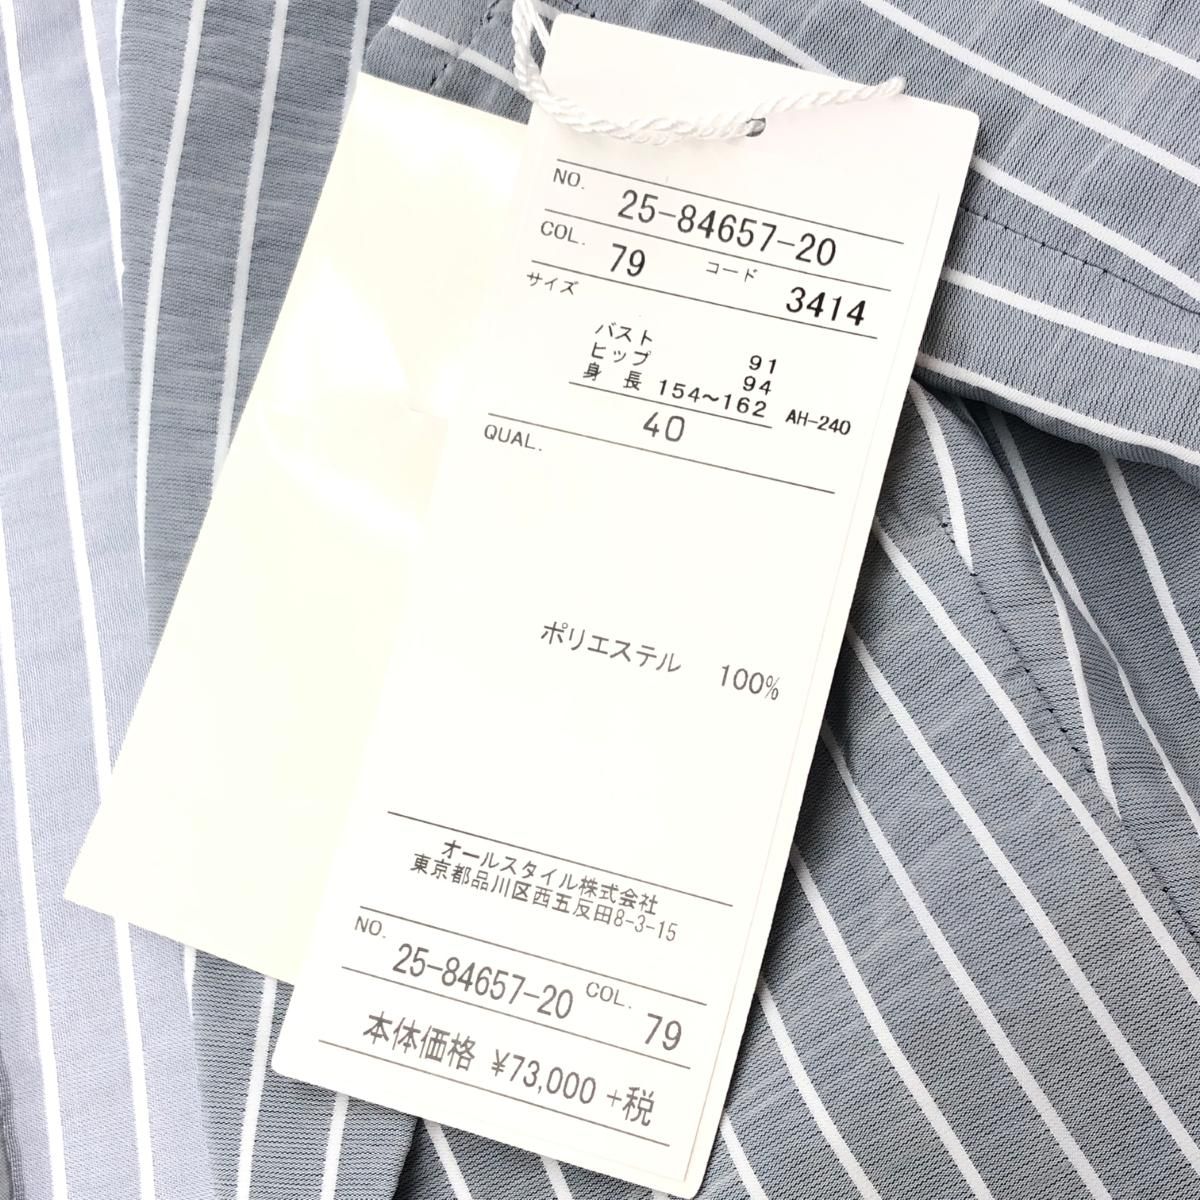 NO. 25-84657-20
COL. 79 コード 3414
サイズ
バスト 91
ヒップ 94
身長 154～162 AH-240
40
QUAL.
ポリエステル 100%
オールスタイル株式会社
東京都品川区西五反田8-3-15
NO. 25-84657-20 COL. 79
本体価格 ¥73,000 +税